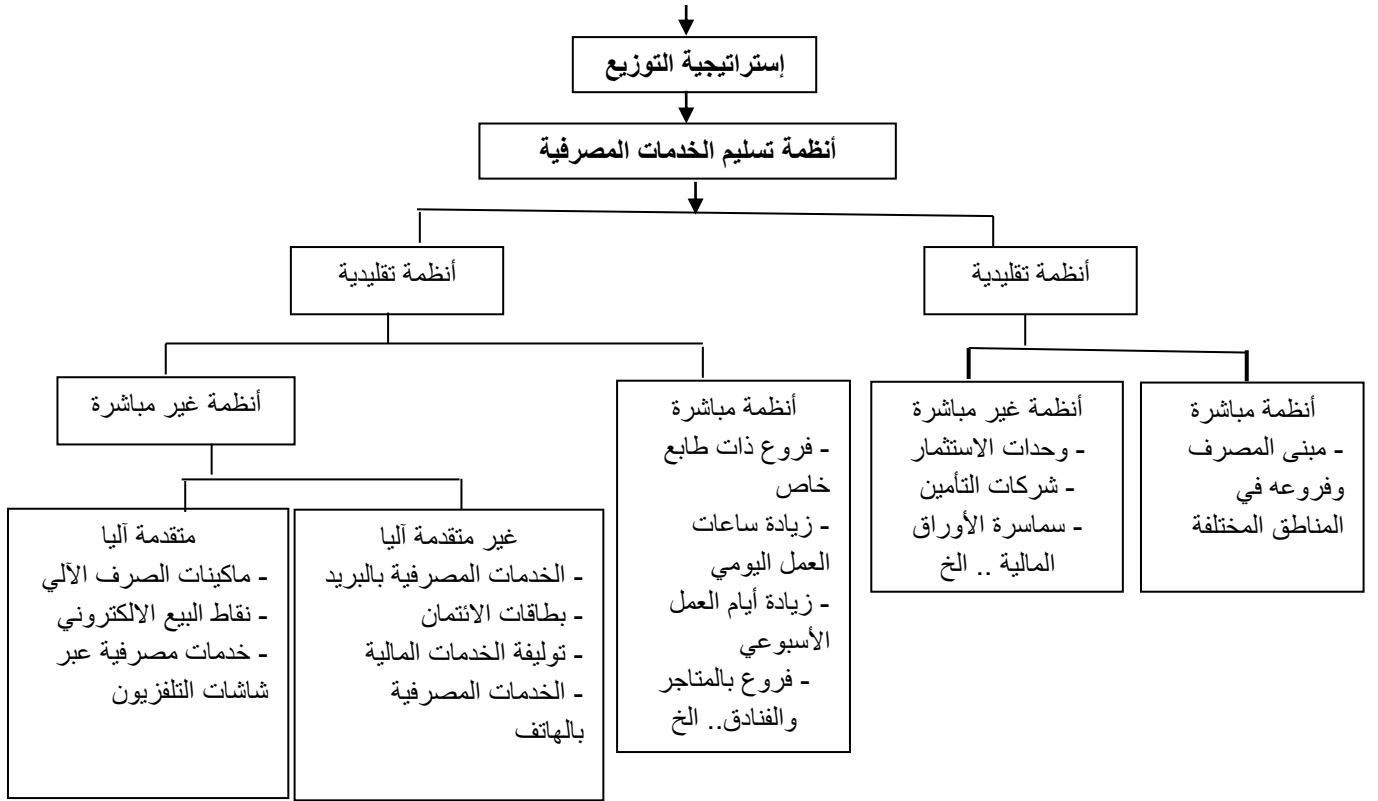 إستراتيجية التوزيع
أنظمة تسليم الخدمات المصرفية
أنظمة تقليدية
أنظمة تقليدية
أنظمة مباشرة
- مبنى المصرف
وفروعه في
المناطق المختلفة
أنظمة غير مباشرة
- وحدات الاستثمار
- شركات التأمين
- سماسرة الأوراق
المالية .. الخ
أنظمة مباشرة
- فروع ذات طابع
خاص
- زيادة ساعات
العمل اليومي
- زيادة أيام العمل
الأسبوعي
- فروع بالمتاجر
والفنادق.. الخ
أنظمة غير مباشرة
غير متقدمة آليا
- الخدمات المصرفية بالبريد
- بطاقات الائتمان
- توليفة الخدمات المالية
- الخدمات المصرفية
بالهاتف
متقدمة آليا
- ماكينات الصرف الآلي
- نقاط البيع الالكتروني
- خدمات مصرفية عبر
شاشات التلفزيون